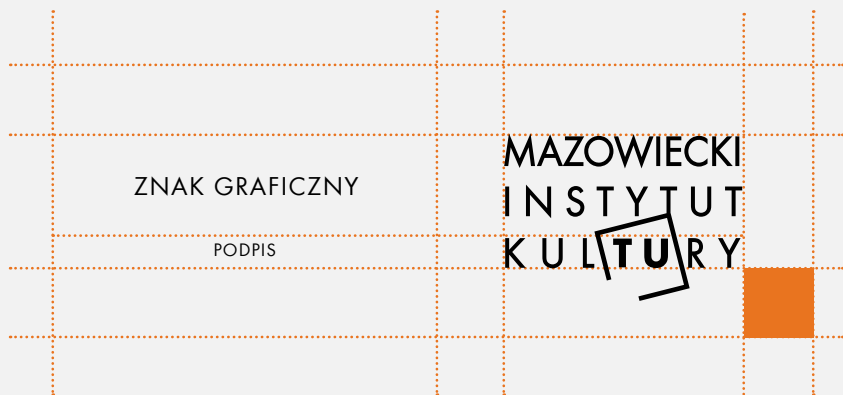 ZNAK GRAFICZNY
PODPIS
MAZOWIECKI
INSTYTUT
KULTURY